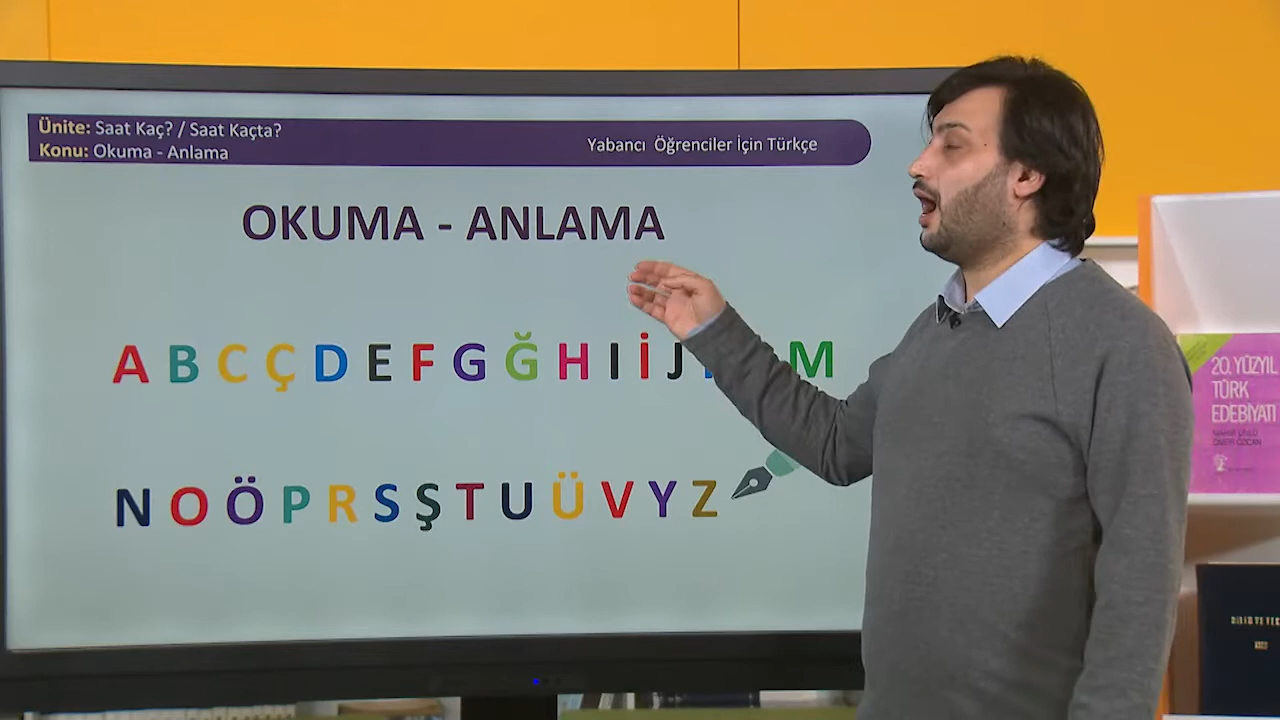 Ünite: Saat Kaç? / Saat Kaçta?
Konu: Okuma - Anlama
Yabancı Öğrenciler İçin Türkçe
OKUMA - ANLAMA
A B C Ç D E F G Ğ H I İ J M
N O Ö P R S Ş T U Ü V Y Z
20. YÜZYIL
TÜRK
EDEBİYATI